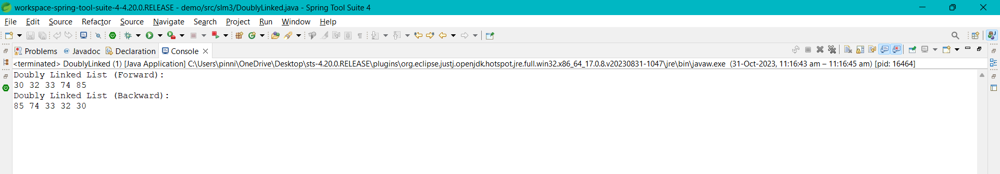 workspace-spring-tool-suite-4-4.20.0.RELEASE - demo/src/slm3/DoublyLinked.java - Spring Tool Suite 4
File Edit Source Refactor Source Navigate Search Project Run Window Help
Problems @ Javadoc Declaration Console
<terminated> DoublyLinked (1) [Java Application] C:\Users\pinni\OneDrive\Desktop\sts-4.20.0.RELEASE\plugins\org.eclipse.justj.openjdk.hotspot.jre.full.win32.x86_64_17.0.8.v20230831-1047\jre\bin\javaw.exe (31-Oct-2023, 11:16:43 am – 11:16:45 am) [pid: 16464]
Doubly Linked List (Forward):
30 32 33 74 85
Doubly Linked List (Backward):
85 74 33 32 30